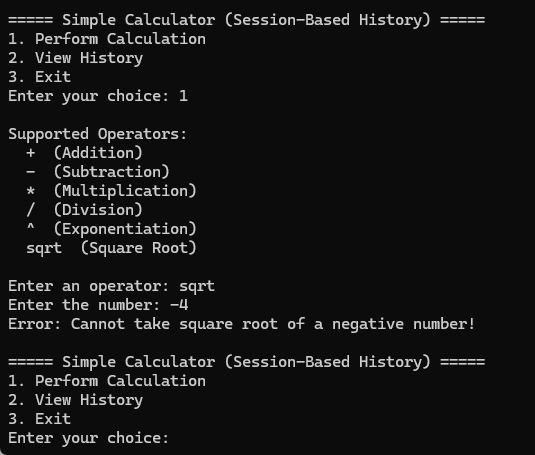 ===== Simple Calculator (Session-Based History) =====
1. Perform Calculation
2. View History
3. Exit
Enter your choice: 1
Supported Operators:
+ (Addition)
- (Subtraction)
* (Multiplication)
/ (Division)
^ (Exponentiation)
sqrt (Square Root)
Enter an operator: sqrt
Enter the number: -4
Error: Cannot take square root of a negative number!
===== Simple Calculator (Session-Based History) =====
1. Perform Calculation
2. View History
3. Exit
Enter your choice: